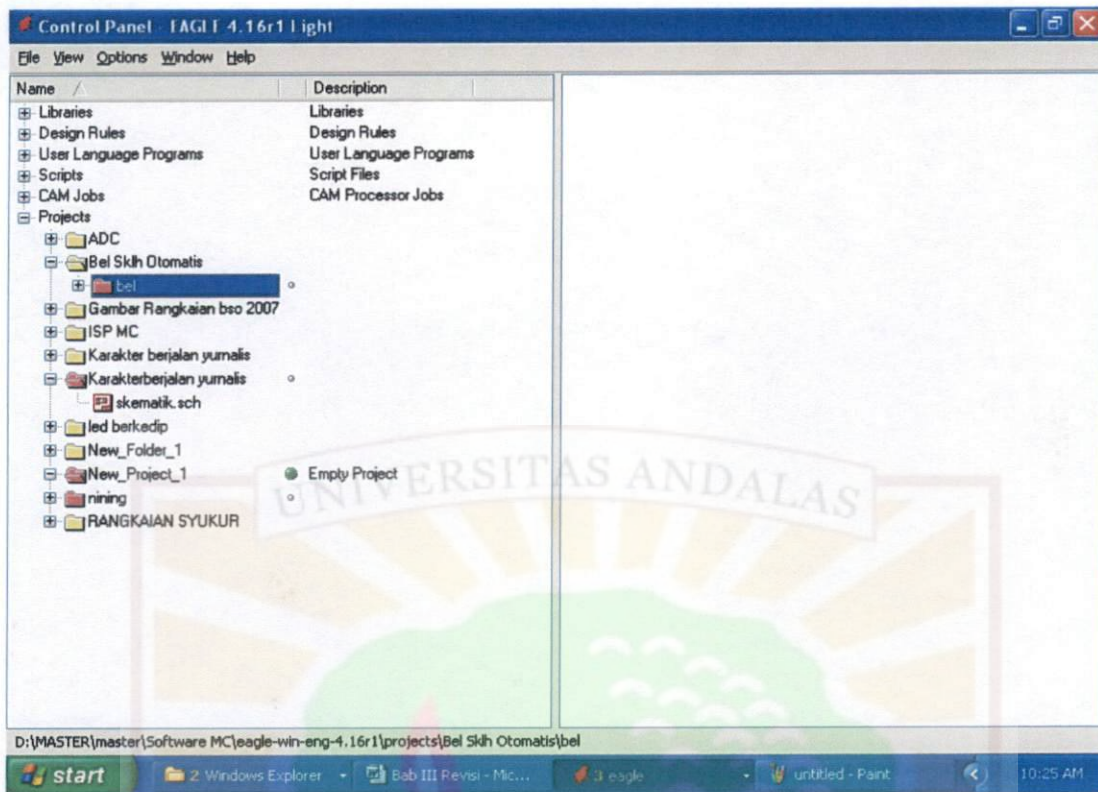 Control Panel - EAGLE 4.16r1 Light
File View Options Window Help
Name Description
Libraries Libraries
Design Rules Design Rules
User Language Programs User Language Programs
Scripts Script Files
CAM Jobs CAM Processor Jobs
Projects
ADC
Bel Sklh Otomatis
bel
Gambar Rangkaian bso 2007
ISP MC
Karakter berjalan yurnalis
Karakterberjalan yurnalis
skematik.sch
led berkedip
New_Folder_1
New_Project_1 Empty Project
nining
RANGKAIAN SYUKUR
UNIVERSITAS ANDALAS
D:\MASTER\master\Software MC\eagle-win-eng-4.16r1\projects\Bel Sklh Otomatis\bel
start 2 Windows Explorer Bab III Revisi - Mic... 3 eagle untitled - Paint 10:25 AM